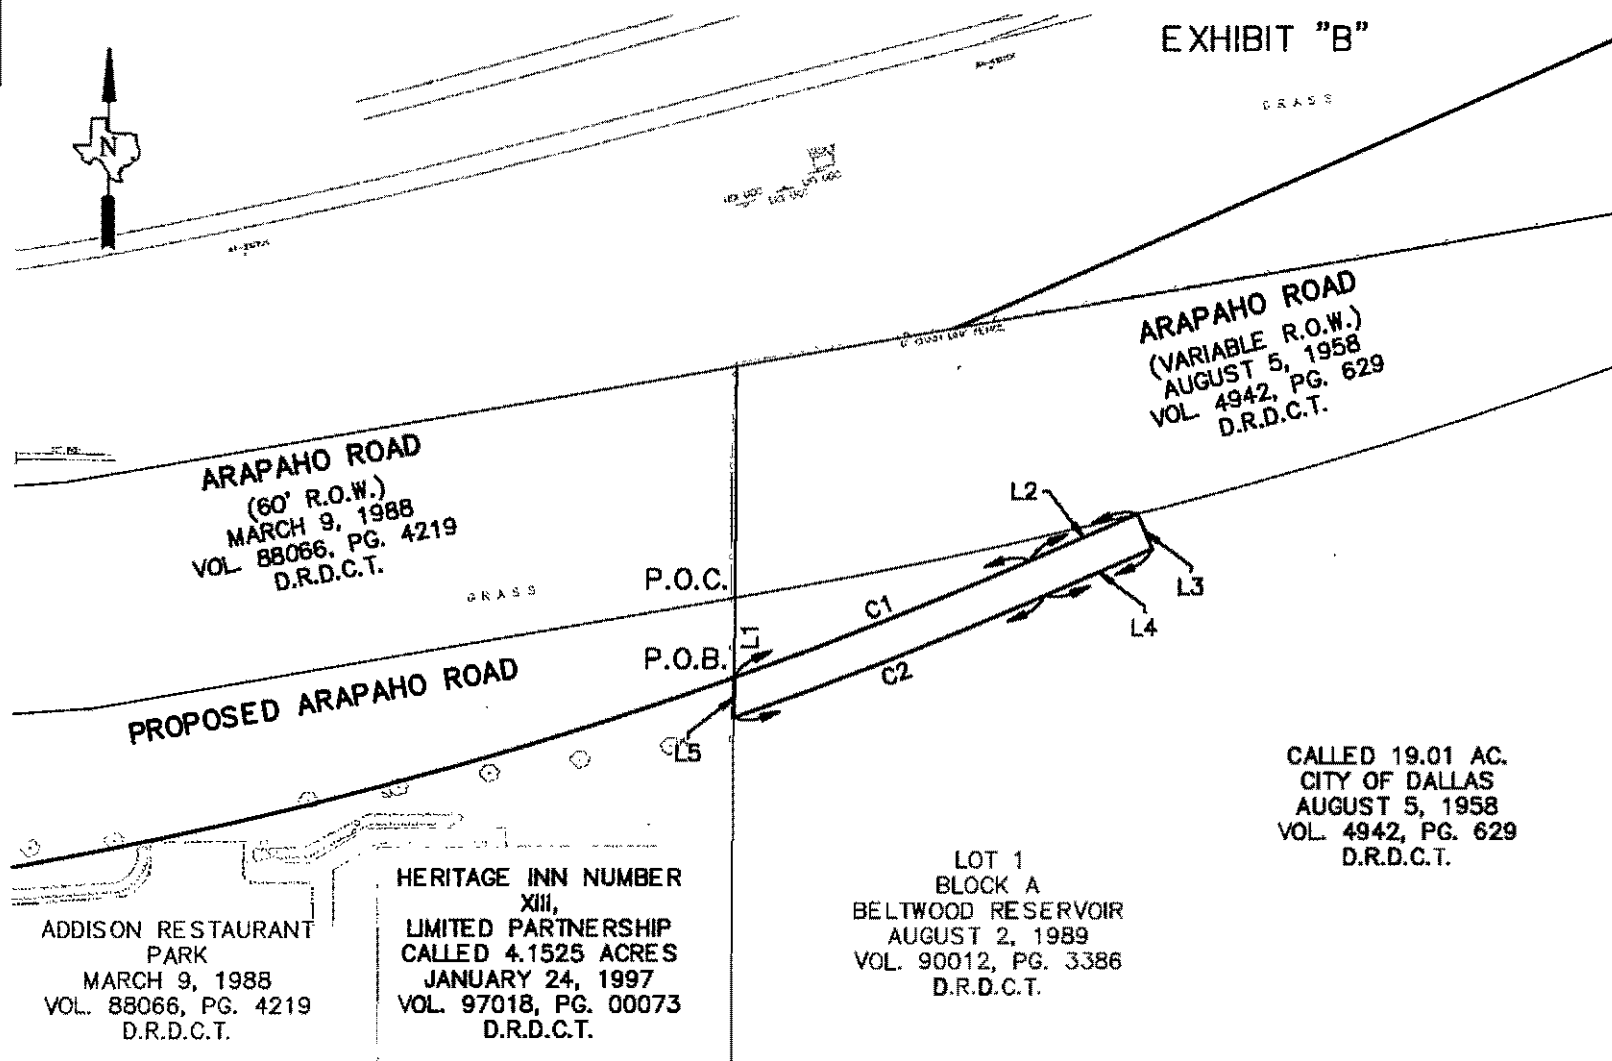 EXHIBIT "B"
N
GRASS
ARAPAHO ROAD
(VARIABLE R.O.W.)
AUGUST 5, 1958
VOL. 4942, PG. 629
D.R.D.C.T.
ARAPAHO ROAD
(60' R.O.W.)
MARCH 9, 1988
VOL. 88066, PG. 4219
D.R.D.C.T.
GRASS
P.O.C.
L1
P.O.B.
L2
C1
L3
L4
C2
L5
PROPOSED ARAPAHO ROAD
CALLED 19.01 AC.
CITY OF DALLAS
AUGUST 5, 1958
VOL. 4942, PG. 629
D.R.D.C.T.
LOT 1
BLOCK A
BELTWOOD RESERVOIR
AUGUST 2, 1989
VOL. 90012, PG. 3386
D.R.D.C.T.
HERITAGE INN NUMBER
XIII,
LIMITED PARTNERSHIP
CALLED 4.1525 ACRES
JANUARY 24, 1997
VOL. 97018, PG. 00073
D.R.D.C.T.
ADDISON RESTAURANT
PARK
MARCH 9, 1988
VOL. 88066, PG. 4219
D.R.D.C.T.